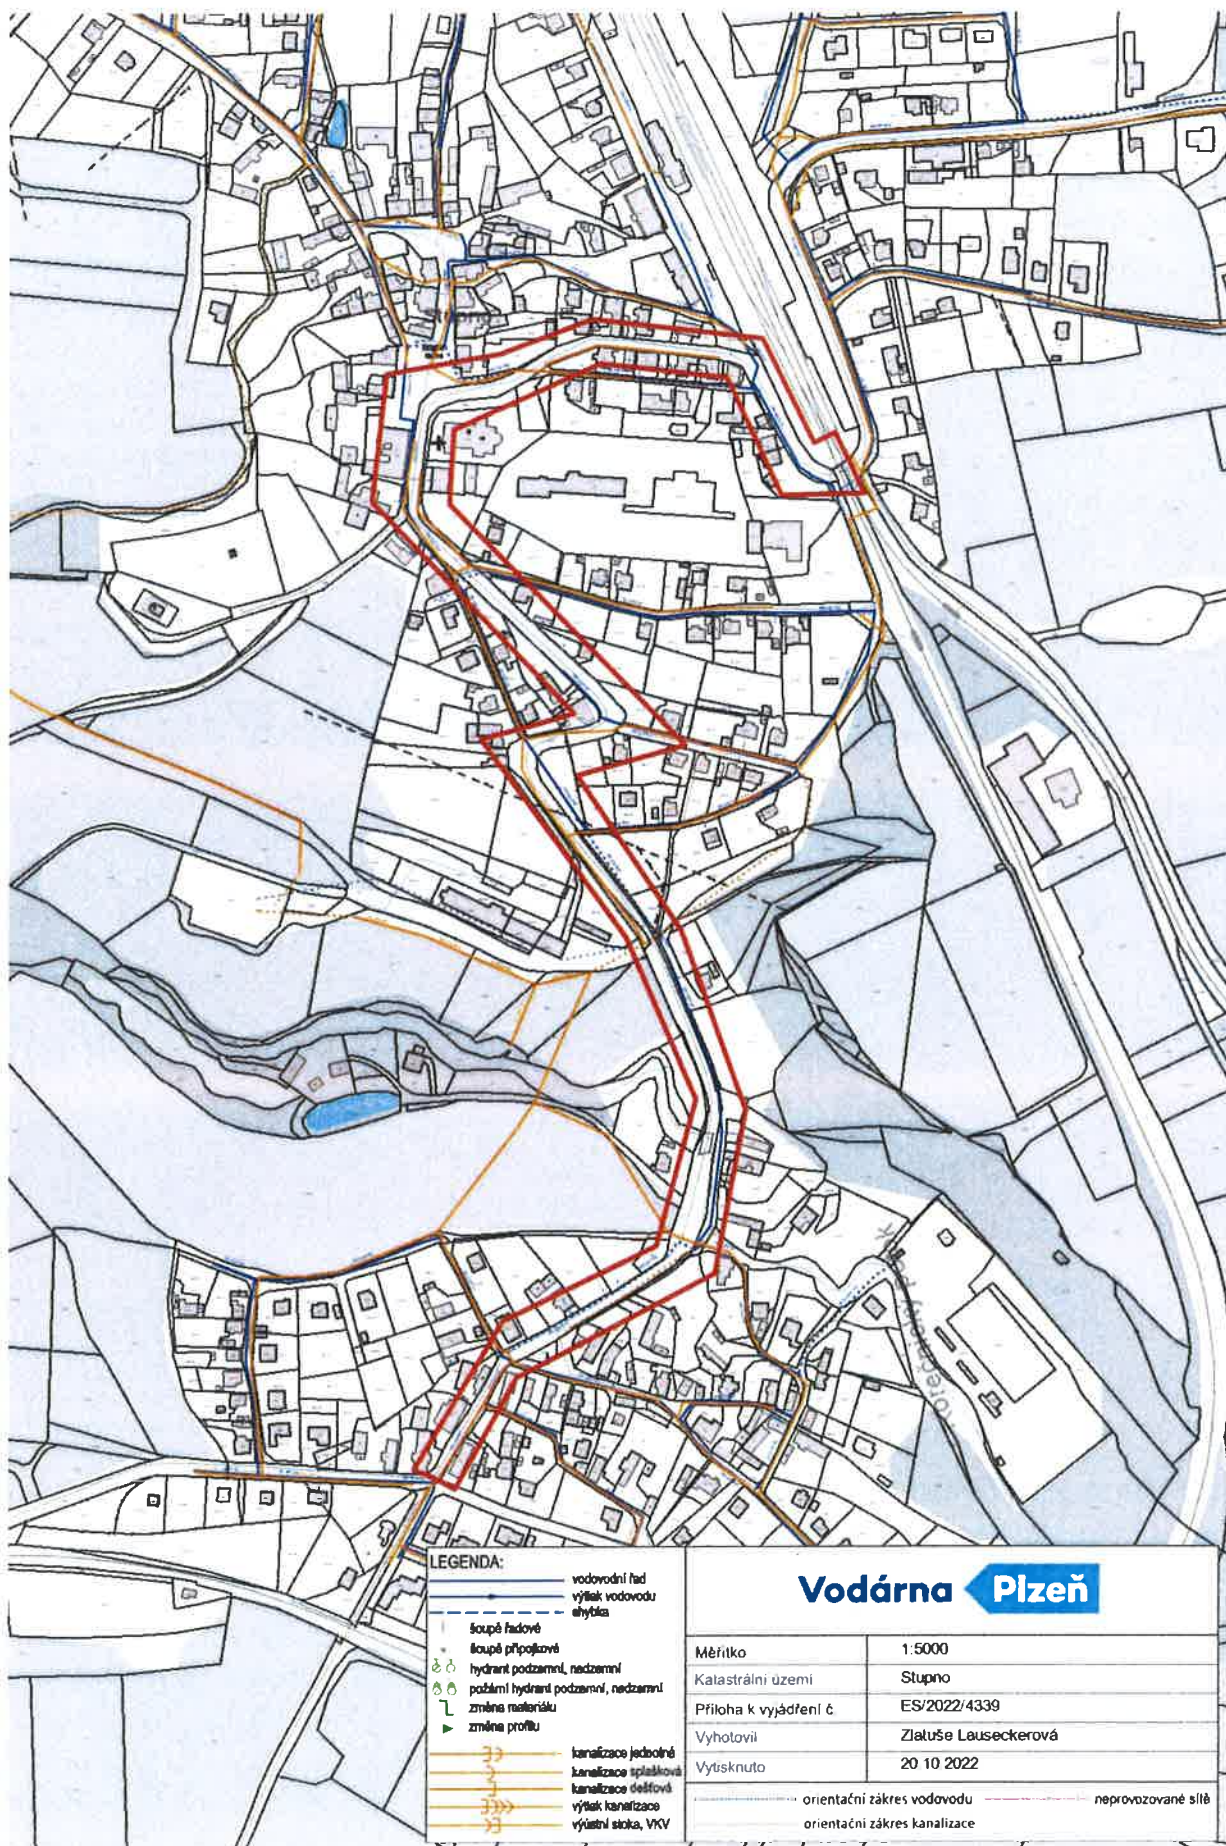 Stupno
Korečnický potok
LEGENDA:
vodovodní řad
výtlak vodovodu
shybka
šoupě řadové
šoupě přípojkové
hydrant podzemní, nadzemní
požární hydrant podzemní, nadzemní
změna materiálu
změna profilu
kanalizace jednotná
kanalizace splašková
kanalizace dešťová
výtlak kanalizace
výústní stoka, VKV
Vodárna Plzeň
Měřítko 1:5000
Katastrální území Stupno
Příloha k vyjádření č. ES/2022/4339
Vyhotovil Zlatuše Lauseckerová
Vytisknuto 20.10.2022
orientační zákres vodovodu neprovozované sítě
orientační zákres kanalizace